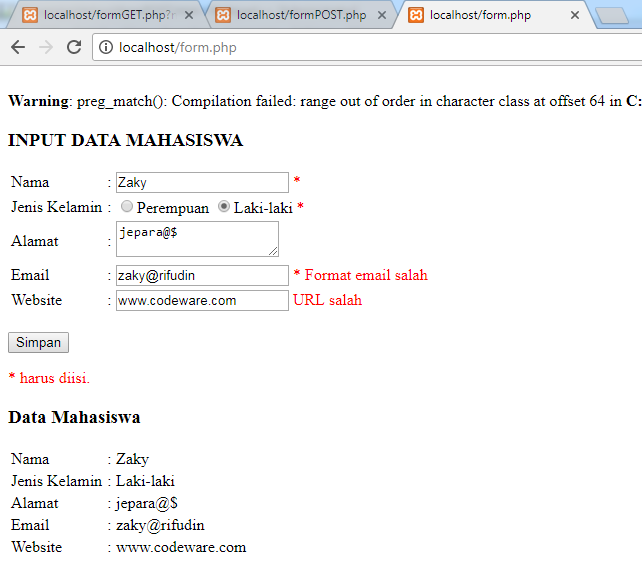 localhost/formGET.php?
localhost/formPOST.php
localhost/form.php
localhost/form.php
Warning: preg_match(): Compilation failed: range out of order in character class at offset 64 in C:
INPUT DATA MAHASISWA
Nama : Zaky *
Jenis Kelamin : Perempuan Laki-laki *
Alamat : jepara@$
Email : zaky@rifudin * Format email salah
Website : www.codeware.com URL salah
Simpan
* harus diisi.
Data Mahasiswa
Nama : Zaky
Jenis Kelamin : Laki-laki
Alamat : jepara@$
Email : zaky@rifudin
Website : www.codeware.com